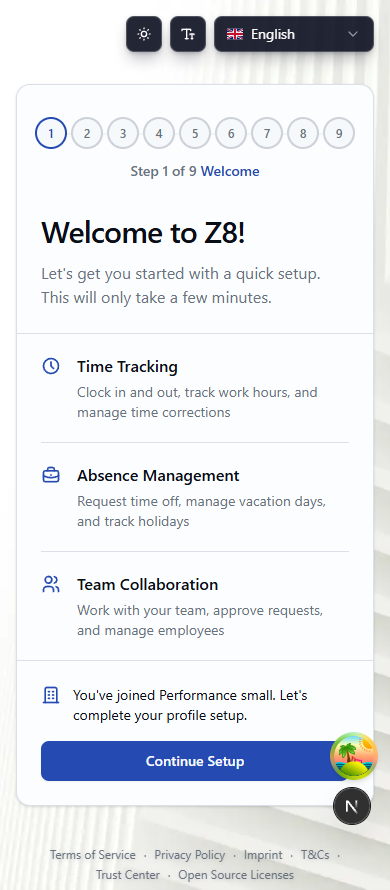 English
1 2 3 4 5 6 7 8 9
Step 1 of 9 Welcome
Welcome to Z8!
Let's get you started with a quick setup.
This will only take a few minutes.
Time Tracking
Clock in and out, track work hours, and
manage time corrections
Absence Management
Request time off, manage vacation days,
and track holidays
Team Collaboration
Work with your team, approve requests,
and manage employees
You've joined Performance small. Let's
complete your profile setup.
Continue Setup
N
Terms of Service · Privacy Policy · Imprint · T&Cs ·
Trust Center · Open Source Licenses